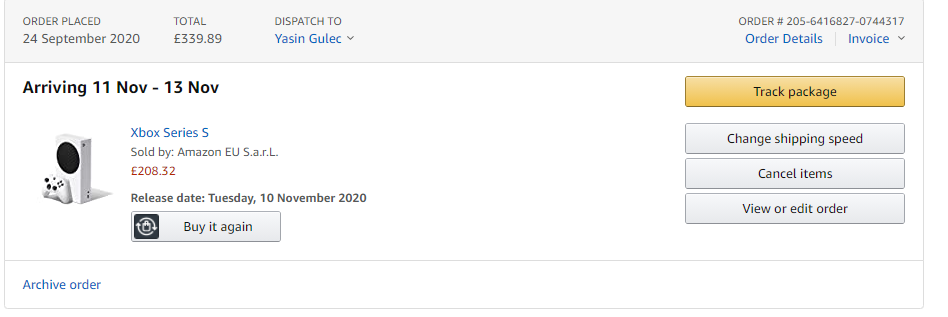 ORDER PLACED
24 September 2020
TOTAL
£339.89
DISPATCH TO
Yasin Gulec
ORDER # 205-6416827-0744317
Order Details
Invoice
Arriving 11 Nov - 13 Nov
Xbox Series S
Sold by: Amazon EU S.a.r.L.
£208.32
Release date: Tuesday, 10 November 2020
Buy it again
Track package
Change shipping speed
Cancel items
View or edit order
Archive order